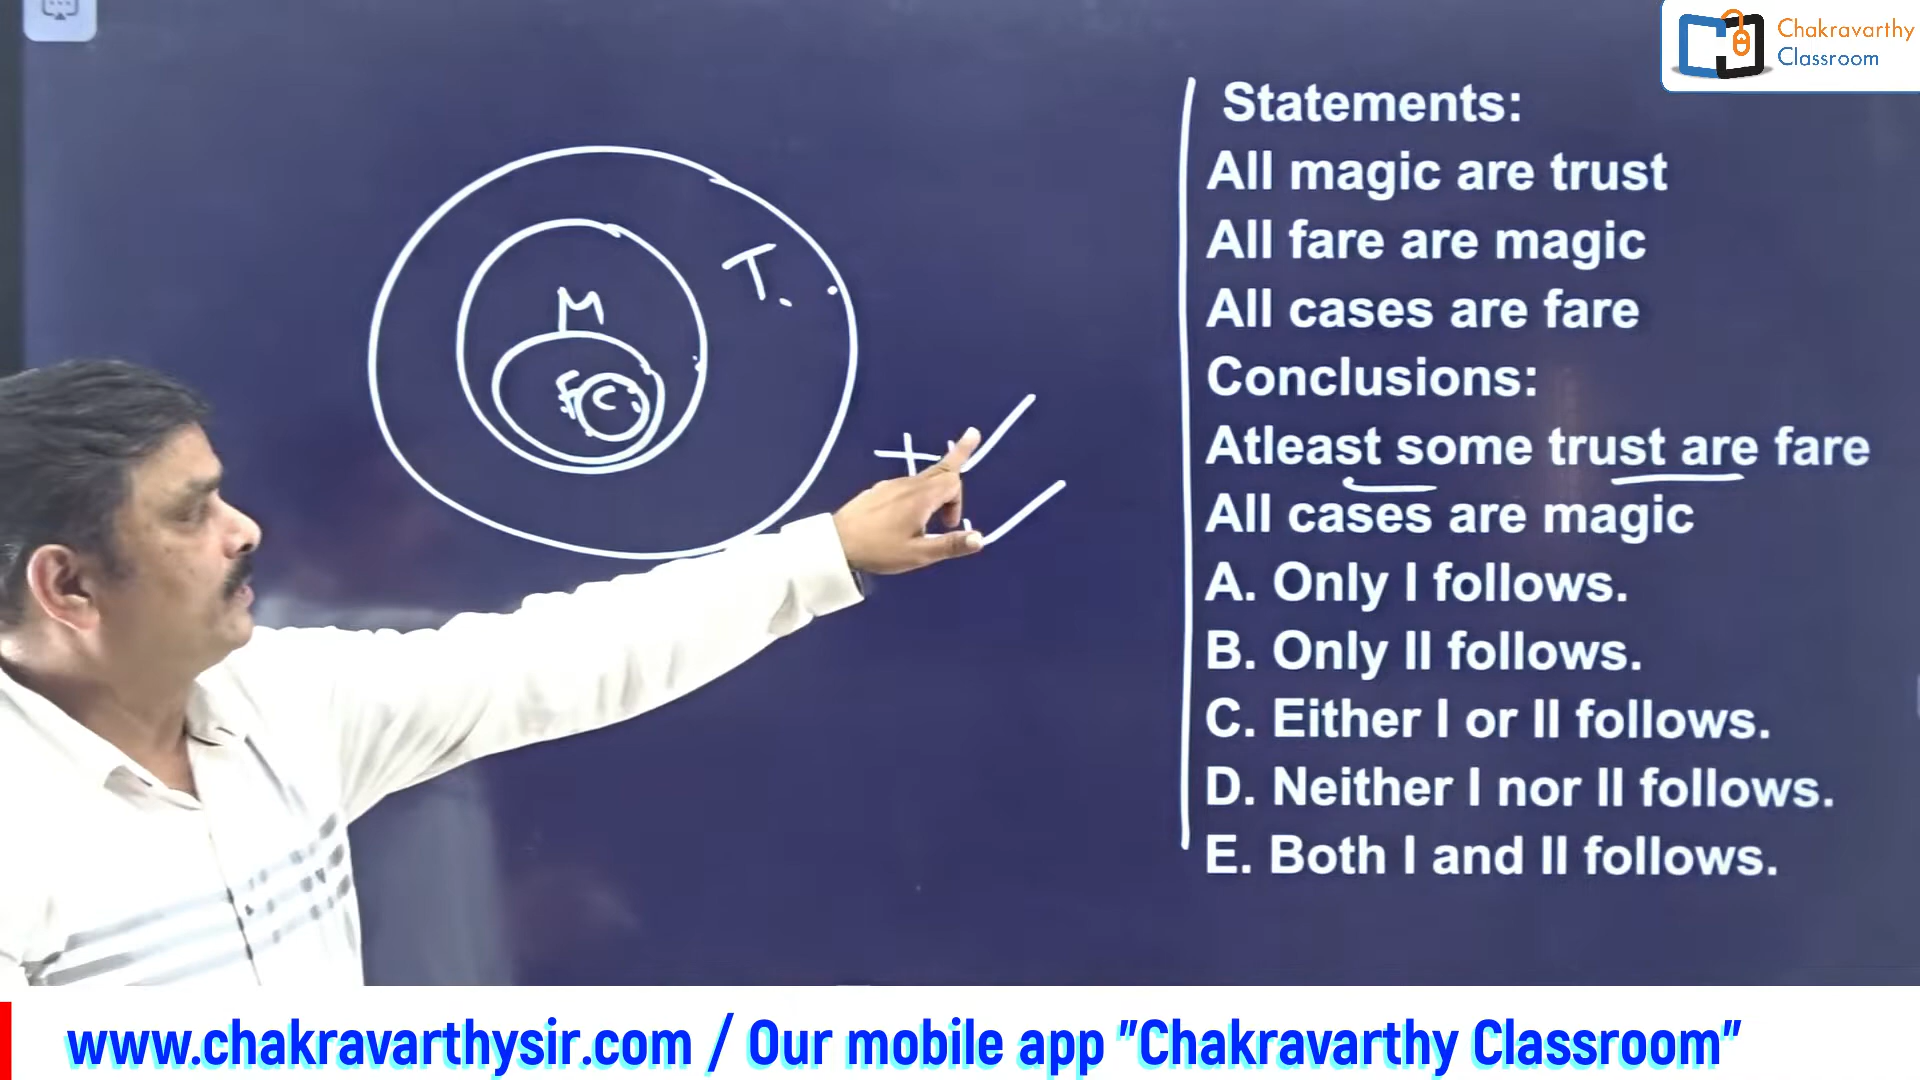 Chakravarthy
Classroom
Statements:
All magic are trust
All fare are magic
All cases are fare
Conclusions:
Atleast some trust are fare
All cases are magic
A. Only I follows.
B. Only II follows.
C. Either I or II follows.
D. Neither I nor II follows.
E. Both I and II follows.
T.
M
F
C
www.chakravarthysir.com / Our mobile app "Chakravarthy Classroom"